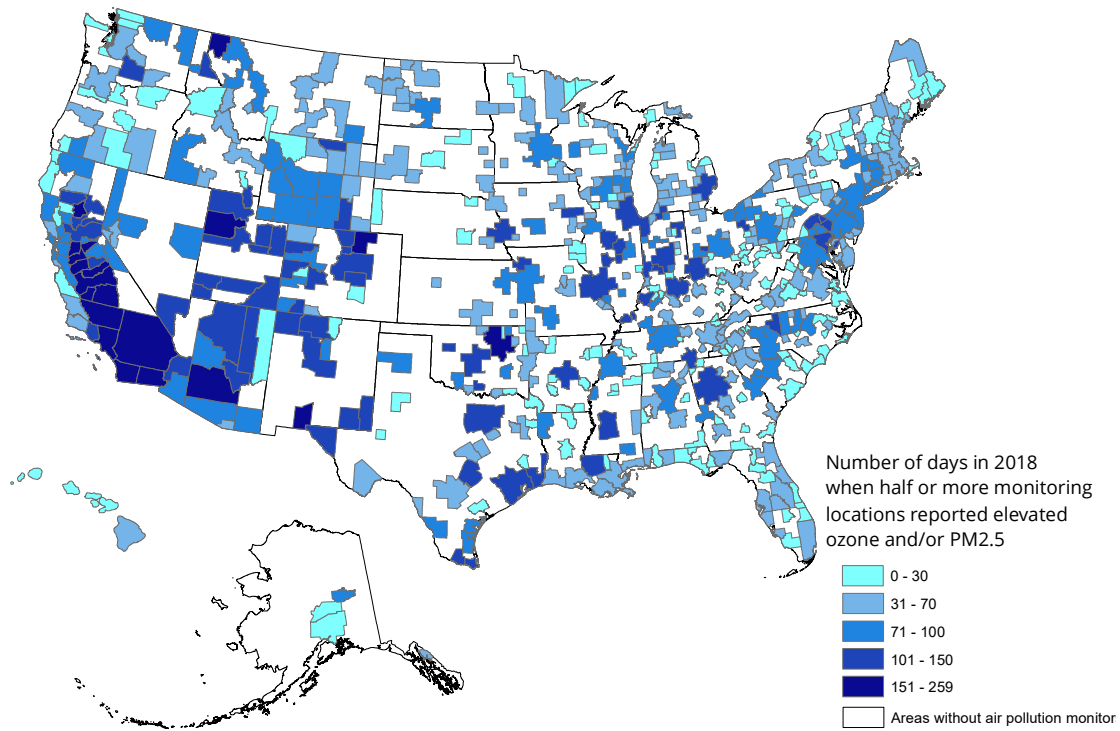 Number of days in 2018
when half or more monitoring
locations reported elevated
ozone and/or PM2.5
0 - 30
31 - 70
71 - 100
101 - 150
151 - 259
Areas without air pollution monitor